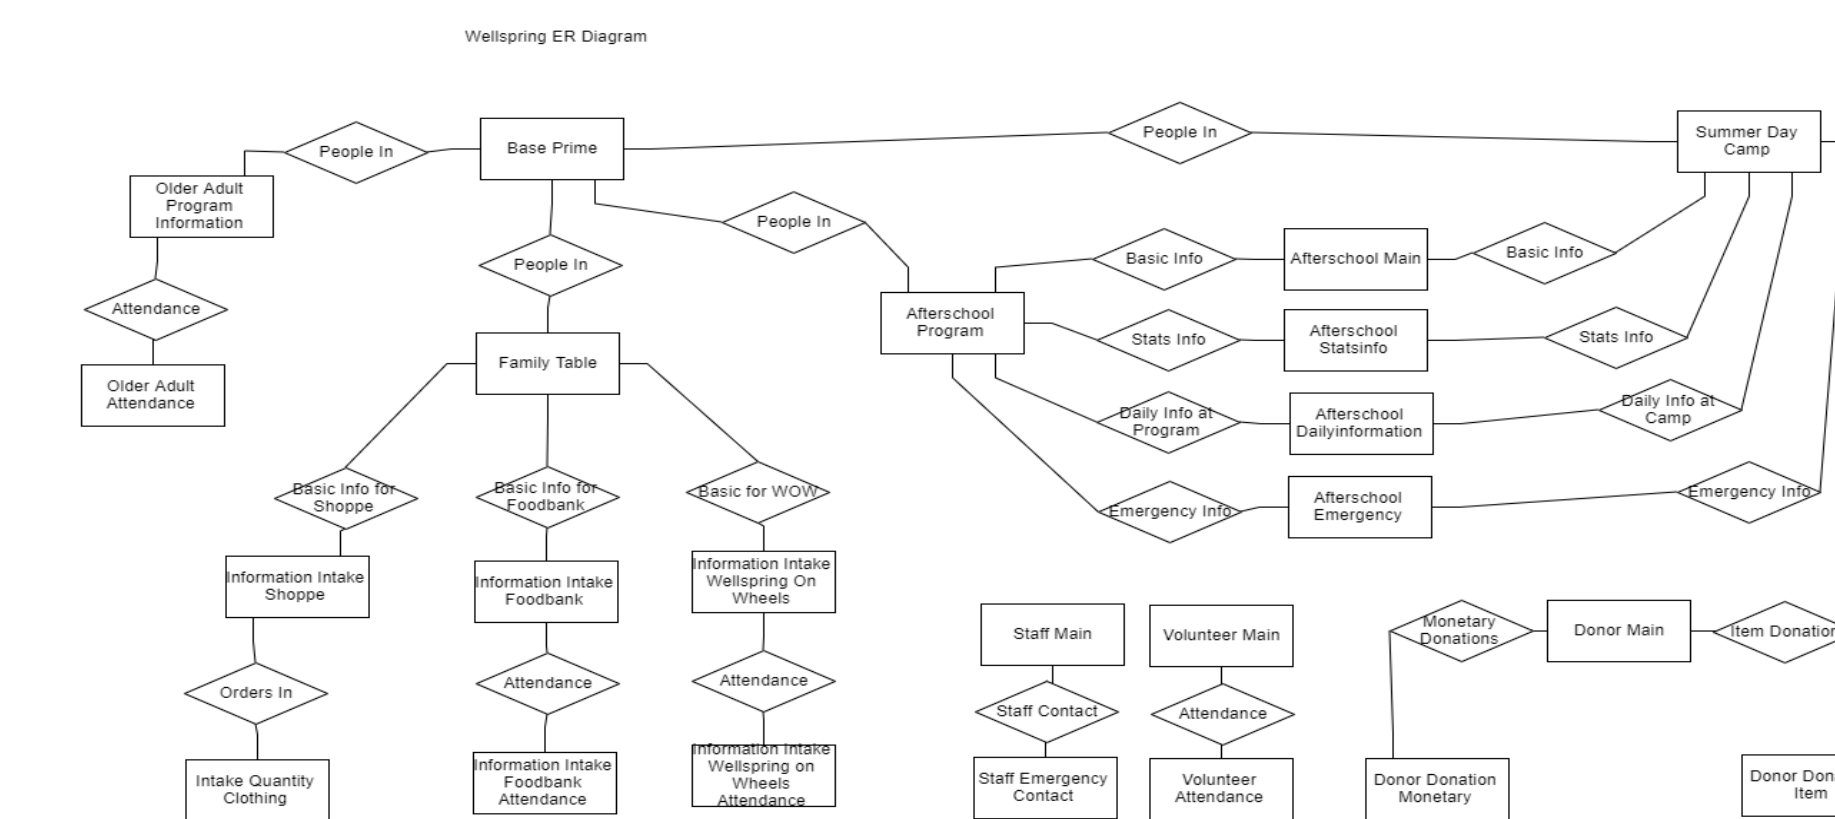 Wellspring ER Diagram
People In
Base Prime
People In
Summer Day
Camp
Older Adult
Program
Information
People In
People In
Basic Info
Afterschool Main
Basic Info
Attendance
Afterschool
Program
Stats Info
Afterschool
Statsinfo
Stats Info
Family Table
Older Adult
Attendance
Daily Info at
Program
Afterschool
Dailyinformation
Daily Info at
Camp
Basic Info for
Shoppe
Basic Info for
Foodbank
Basic for WOW
Emergency Info
Afterschool
Emergency
Emergency Info
Information Intake
Shoppe
Information Intake
Foodbank
Information Intake
Wellspring On
Wheels
Staff Main
Volunteer Main
Monetary
Donations
Donor Main
Item Donation
Orders In
Attendance
Attendance
Staff Contact
Attendance
Intake Quantity
Clothing
Information Intake
Foodbank
Attendance
Information Intake
Wellspring on
Wheels
Attendance
Staff Emergency
Contact
Volunteer
Attendance
Donor Donation
Monetary
Donor Don
Item